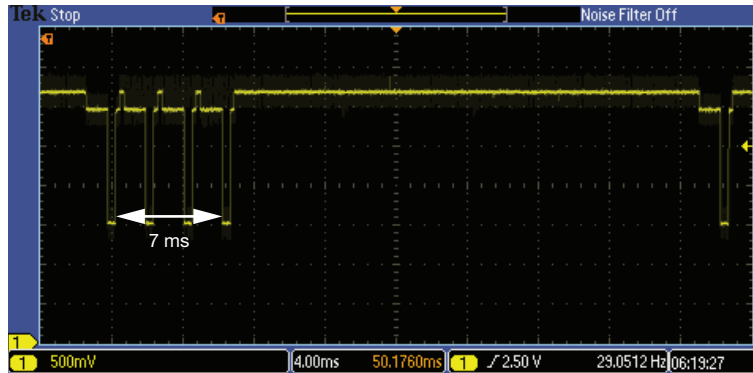 Tek Stop Noise Filter Off
7 ms
1
1 500mV 4.00ms 50.1760ms 1 2.50 V 29.0512 Hz 06:19:27